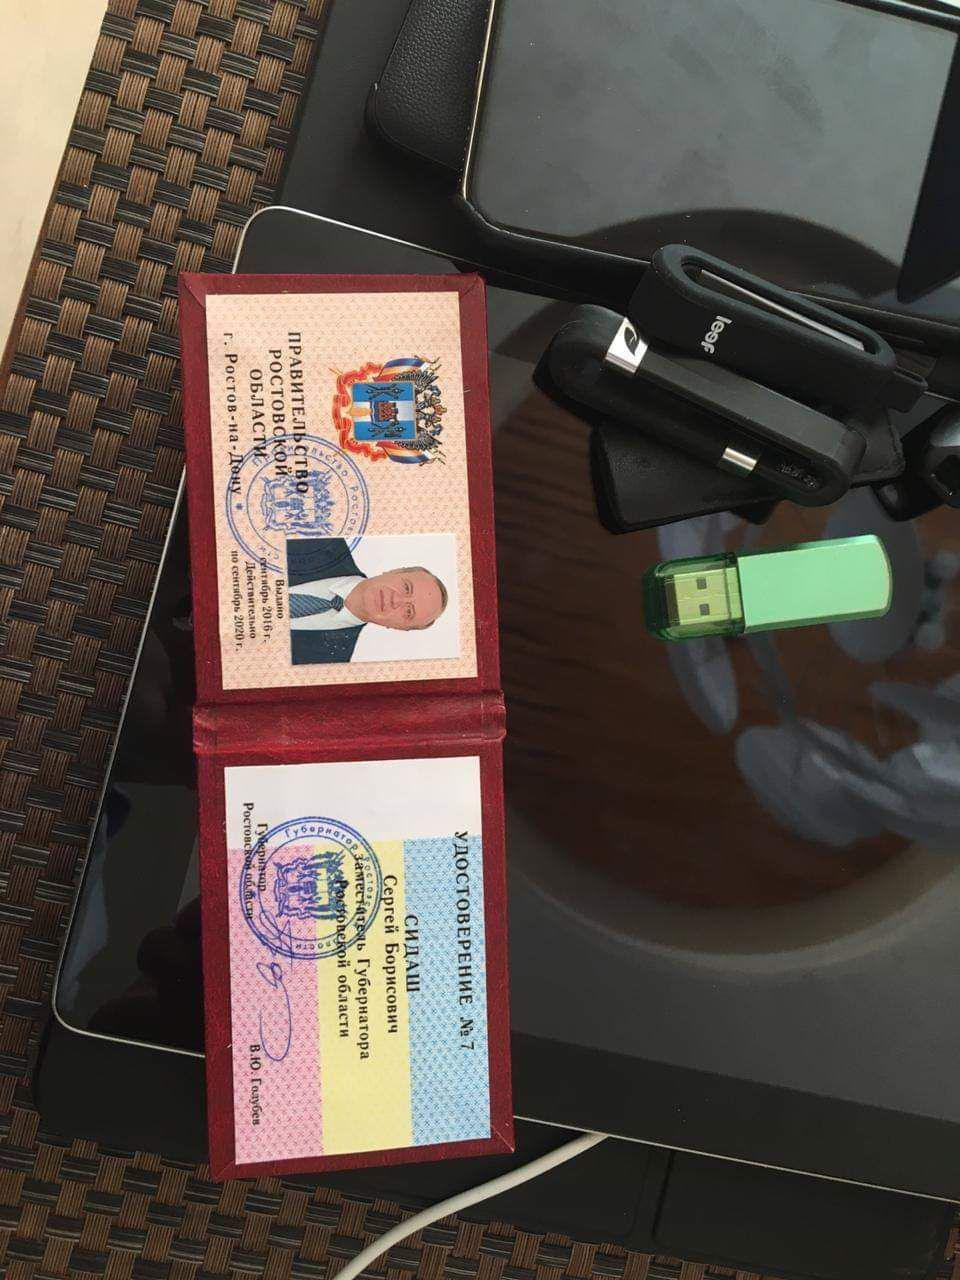 ПРАВИТЕЛЬСТВО
РОСТОВСКОЙ
ОБЛАСТИ
г. Ростов-на-Дону
Выдано
сентябрь 2016 г.
Действительно
по сентябрь 2020 г.
УДОСТОВЕРЕНИЕ № 7
СИДАШ
Сергей Борисович
Заместитель Губернатора
Ростовской области
Губернатор
Ростовской области
В.Ю. Голубев
leef